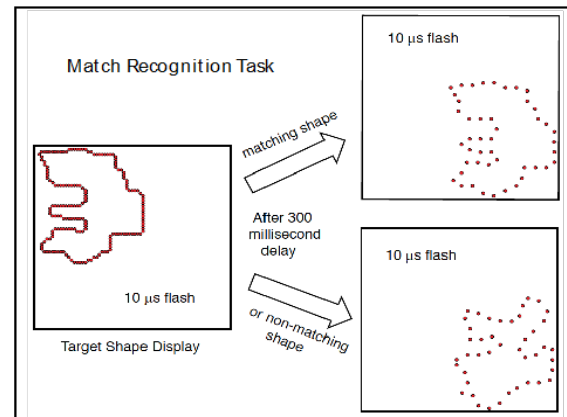 Match Recognition Task
10 µs flash
matching shape
After 300
millisecond
delay
10 µs flash
Target Shape Display
10 µs flash
or non-matching
shape